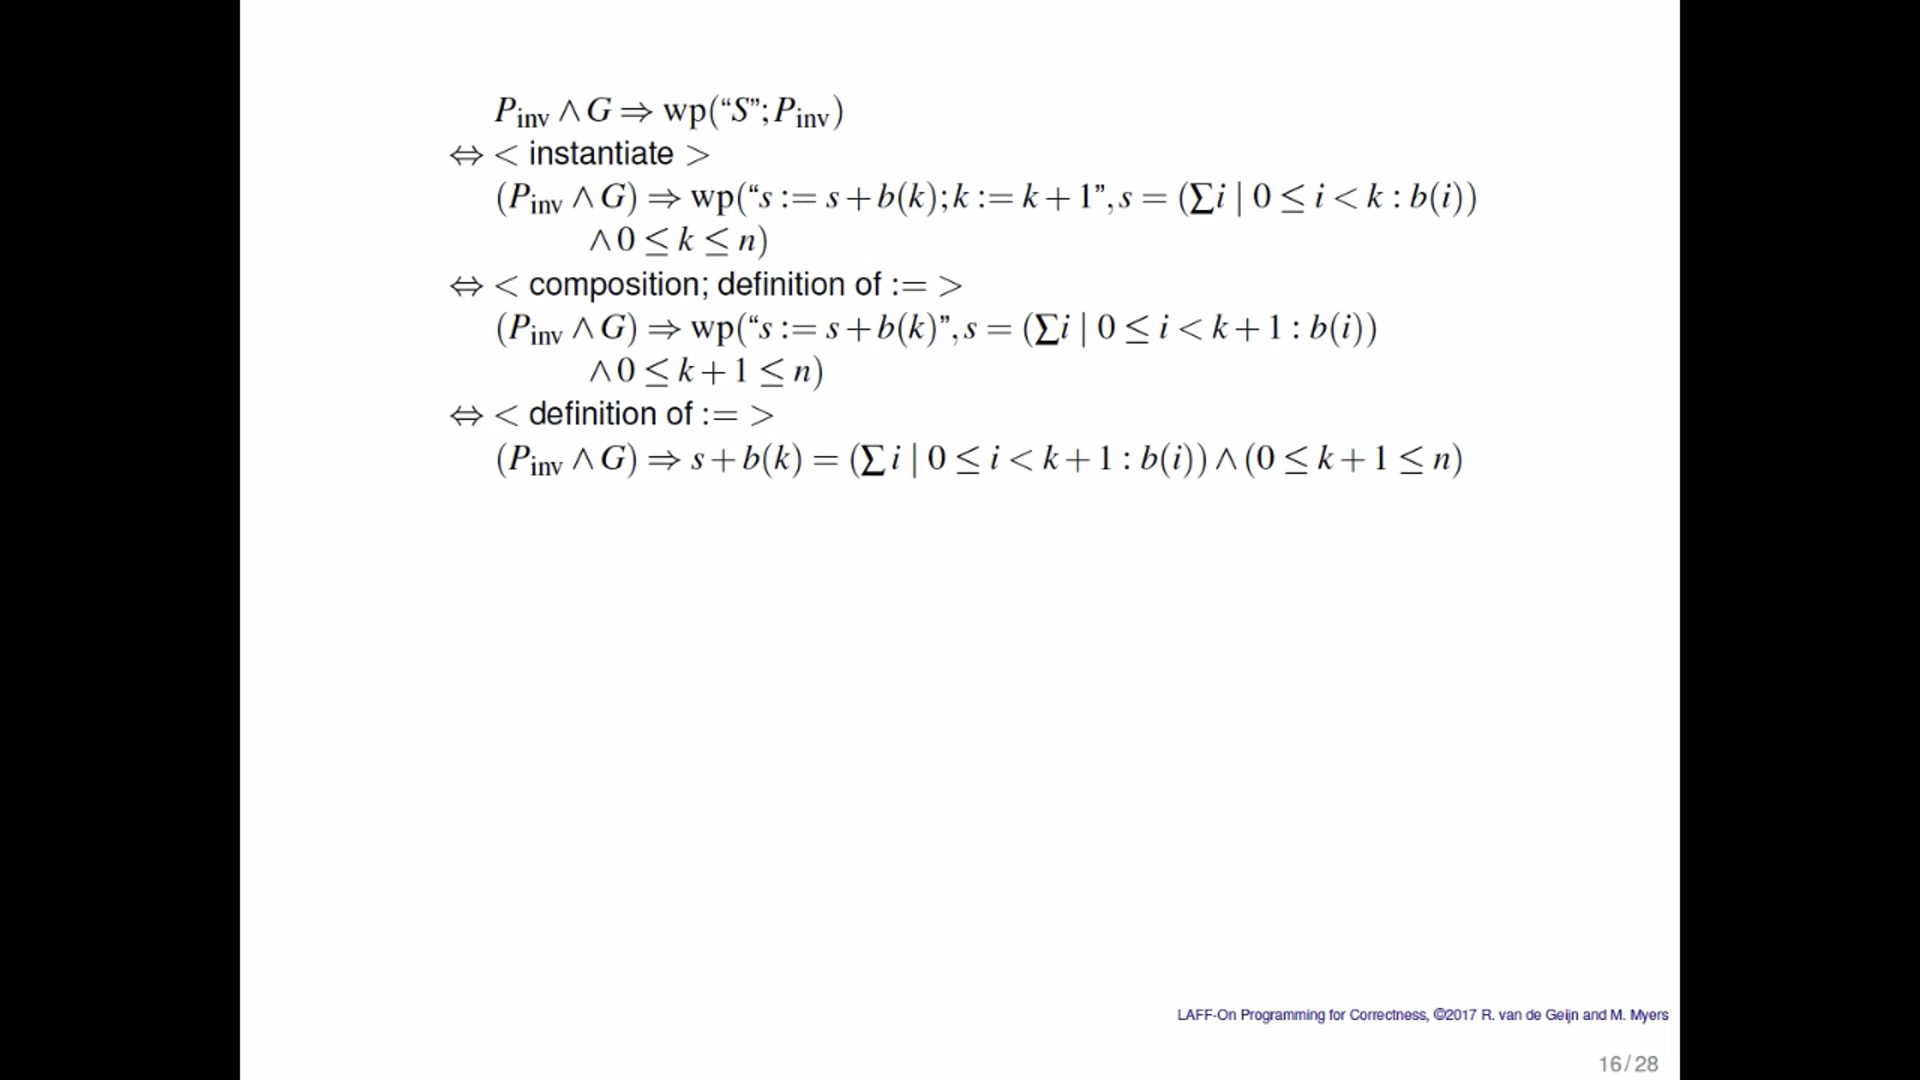 P_inv ∧ G ⇒ wp(“S”; P_inv)
⇔ < instantiate >
(P_inv ∧ G) ⇒ wp(“s := s + b(k); k := k + 1”, s = (∑i | 0 ≤ i < k : b(i))
∧ 0 ≤ k ≤ n)
⇔ < composition; definition of := >
(P_inv ∧ G) ⇒ wp(“s := s + b(k)”, s = (∑i | 0 ≤ i < k + 1 : b(i))
∧ 0 ≤ k + 1 ≤ n)
⇔ < definition of := >
(P_inv ∧ G) ⇒ s + b(k) = (∑i | 0 ≤ i < k + 1 : b(i)) ∧ (0 ≤ k + 1 ≤ n)
LAFF-On Programming for Correctness, ©2017 R. van de Geijn and M. Myers
16/28